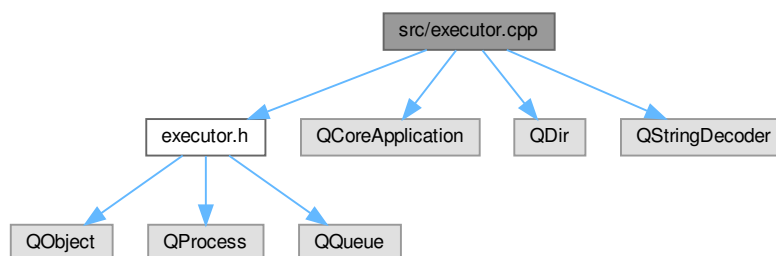 src/executor.cpp
executor.h
QCoreApplication
QDir
QStringDecoder
QObject
QProcess
QQueue